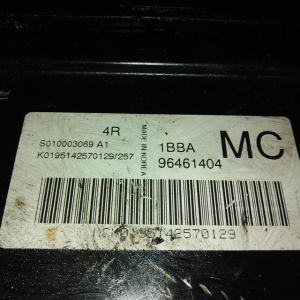 4R
MADE IN KOREA
1BBA
MC
S010003069 A1
K0195142570129/257
96461404